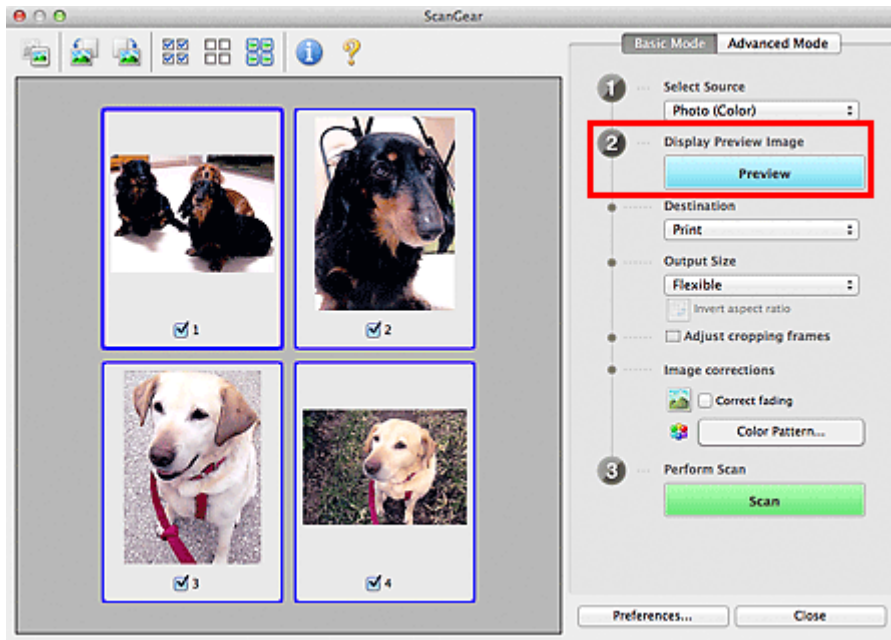 ScanGear
Basic Mode Advanced Mode
1 Select Source
Photo (Color)
2 Display Preview Image
Preview
Destination
Print
Output Size
Flexible
Invert aspect ratio
Adjust cropping frames
Image corrections
Correct fading
Color Pattern...
3 Perform Scan
Scan
Preferences... Close
1 2
3 4